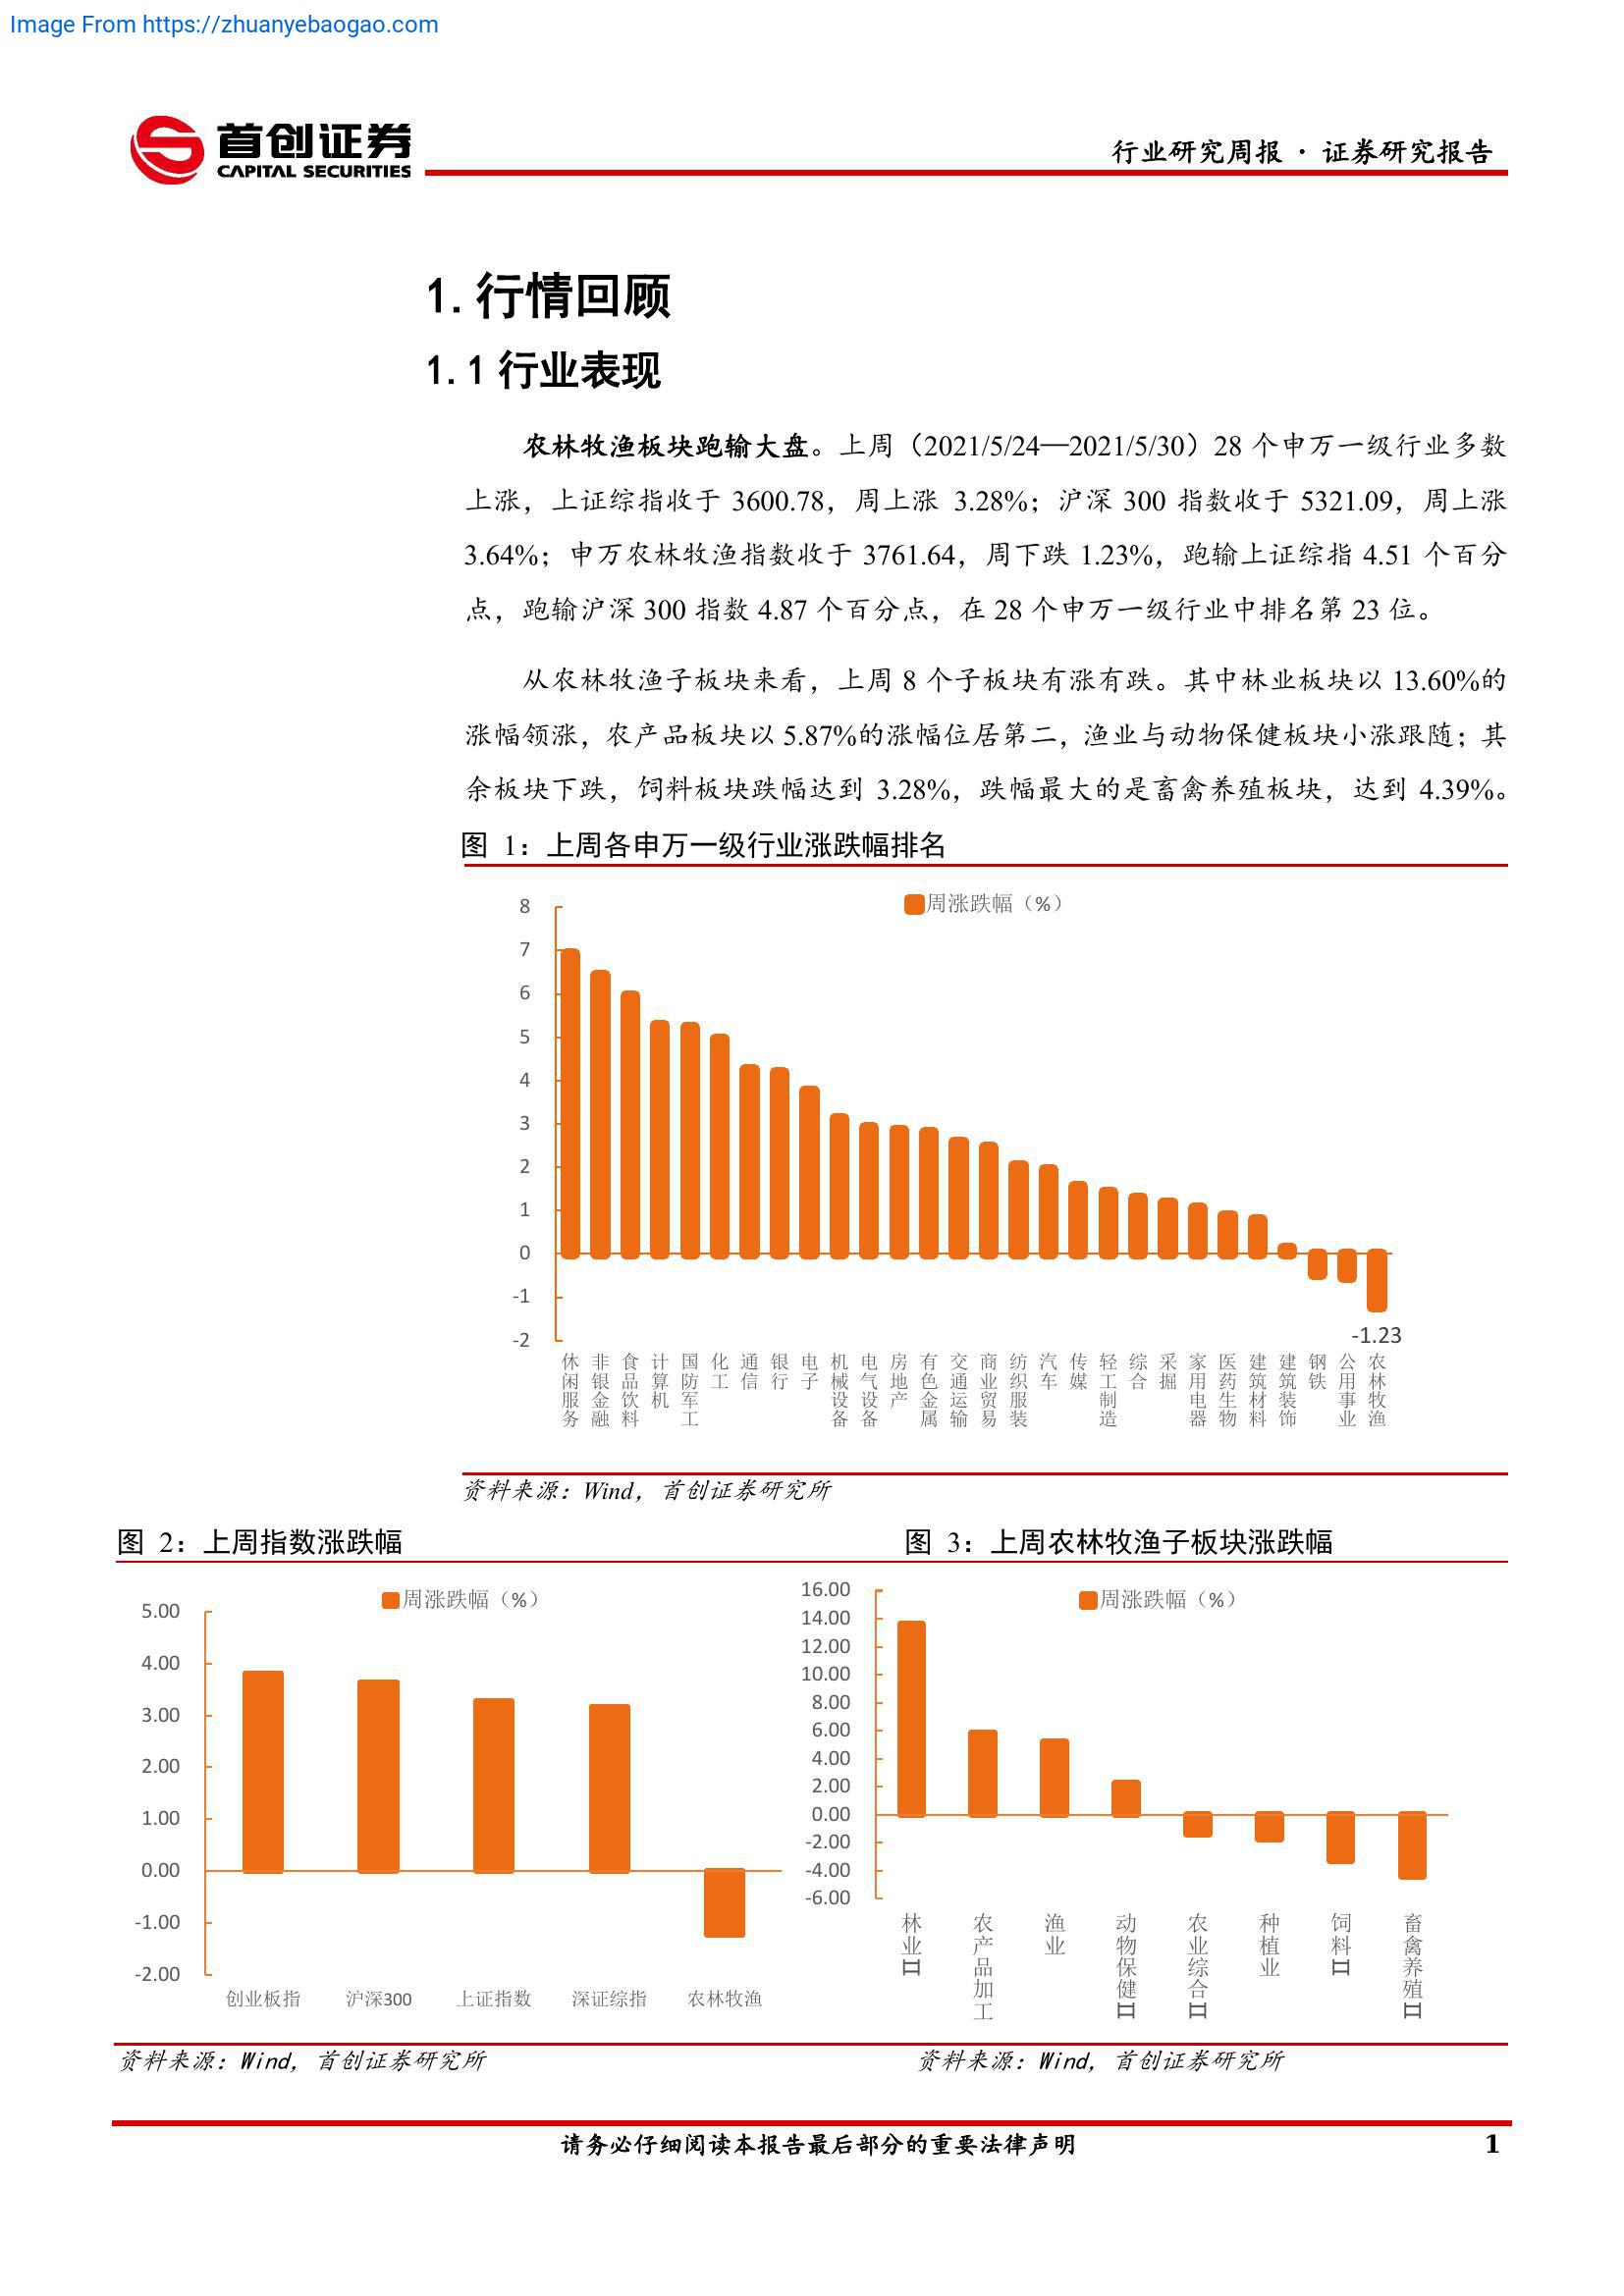 Image From https://zhuanyebaogao.com
首创证券
CAPITAL SECURITIES
行业研究周报 · 证券研究报告
1.行情回顾
1.1 行业表现
农林牧渔板块跑输大盘。上周（2021/5/24—2021/5/30）28 个申万一级行业多数
上涨，上证综指收于 3600.78，周上涨 3.28%；沪深 300 指数收于 5321.09，周上涨
3.64%；申万农林牧渔指数收于 3761.64，周下跌 1.23%，跑输上证综指 4.51 个百分
点，跑输沪深 300 指数 4.87 个百分点，在 28 个申万一级行业中排名第 23 位。
从农林牧渔子板块来看，上周 8 个子板块有涨有跌。其中林业板块以 13.60%的
涨幅领涨，农产品板块以 5.87%的涨幅位居第二，渔业与动物保健板块小涨跟随；其
余板块下跌，饲料板块跌幅达到 3.28%，跌幅最大的是畜禽养殖板块，达到 4.39%。
图 1：上周各申万一级行业涨跌幅排名
周涨跌幅（%）
8
7
6
5
4
3
2
1
0
-1
-2
-1.23
休闲服务
非银金融
食品饮料
计算机
国防军工
化工
通信
银行
电子
机械设备
电气设备
房地产
有色金属
交通运输
商业贸易
纺织服装
汽车
传媒
轻工制造
综合
采掘
家用电器
医药生物
建筑材料
建筑装饰
钢铁
公用事业
农林牧渔
资料来源：Wind，首创证券研究所
图 2：上周指数涨跌幅
周涨跌幅（%）
5.00
4.00
3.00
2.00
1.00
0.00
-1.00
-2.00
创业板指
沪深300
上证指数
深证综指
农林牧渔
资料来源：Wind，首创证券研究所
图 3：上周农林牧渔子板块涨跌幅
周涨跌幅（%）
16.00
14.00
12.00
10.00
8.00
6.00
4.00
2.00
0.00
-2.00
-4.00
-6.00
林业Ⅱ
农产品加工
渔业
动物保健Ⅱ
农业综合Ⅱ
种植业
饲料Ⅱ
畜禽养殖Ⅱ
资料来源：Wind，首创证券研究所
请务必仔细阅读本报告最后部分的重要法律声明
1